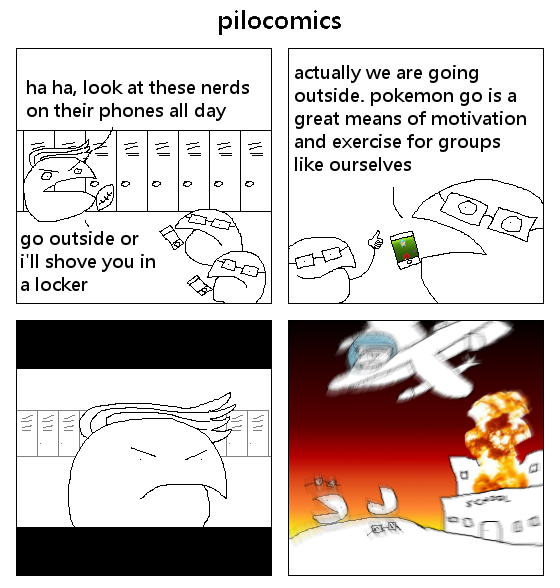 pilocomics
ha ha, look at these nerds
on their phones all day
go outside or
i'll shove you in
a locker
actually we are going
outside. pokemon go is a
great means of motivation
and exercise for groups
like ourselves
SCHOOL